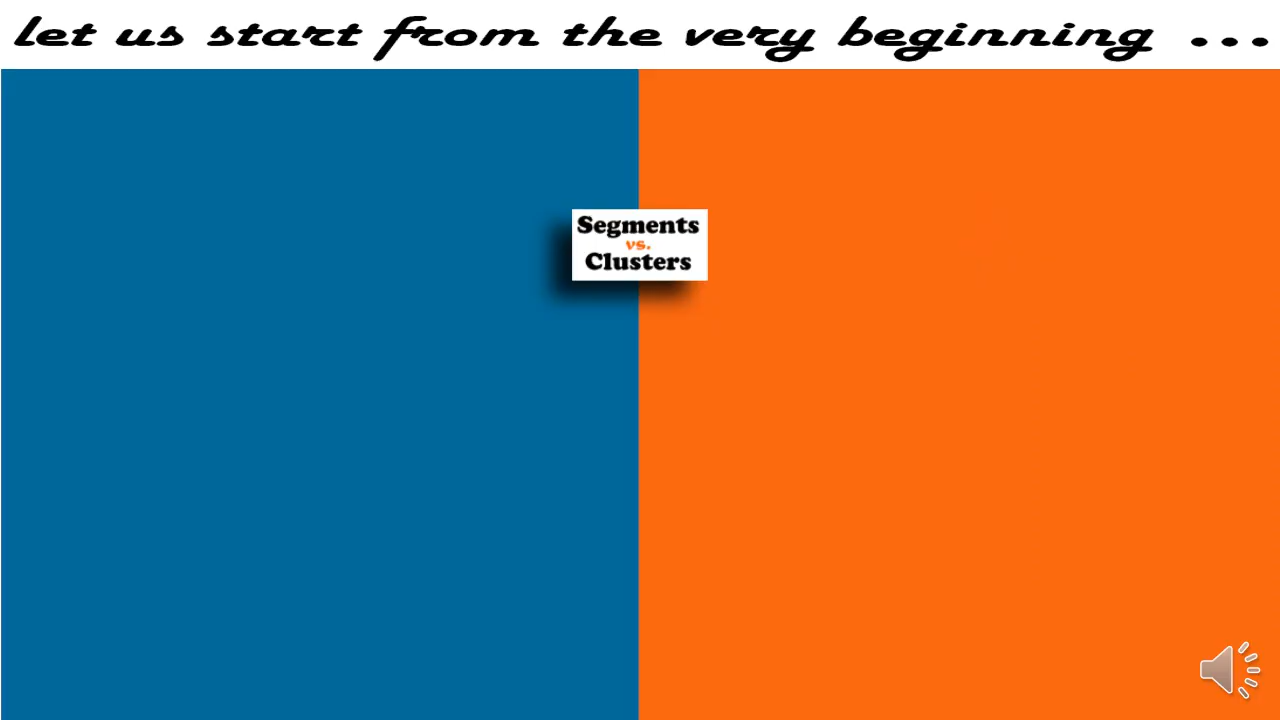 let us start from the very beginning ...
Segments
vs.
Clusters